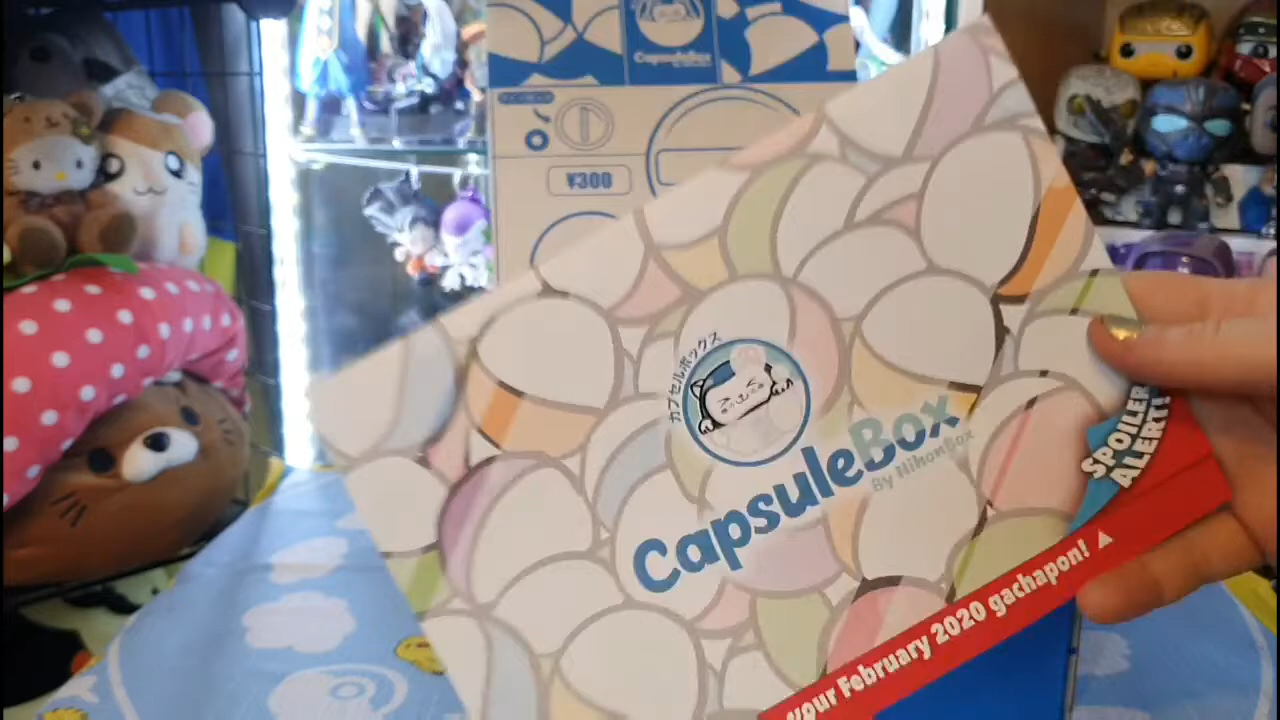 CapsuleBox
¥300
カプセルボックス
CapsuleBox
By NihonBox
SPOILER
ALERT!
your February 2020 gachapon!